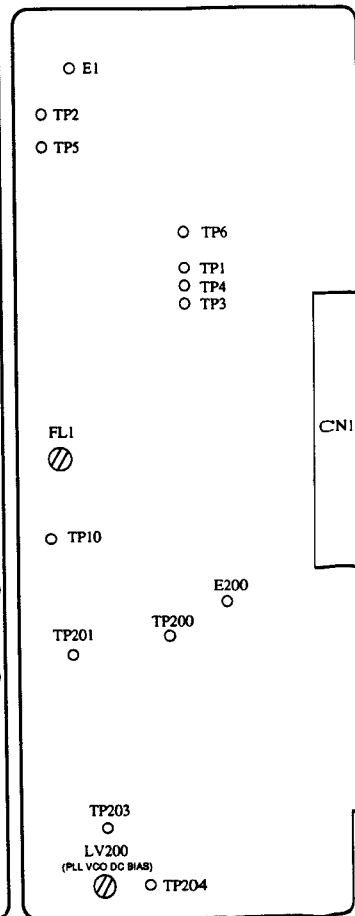 E1
TP2
TP5
TP6
TP1
TP4
TP3
CN1
FL1
TP10
E200
TP200
TP201
TP203
LV200
(PLL VCO DC BIAS)
TP204